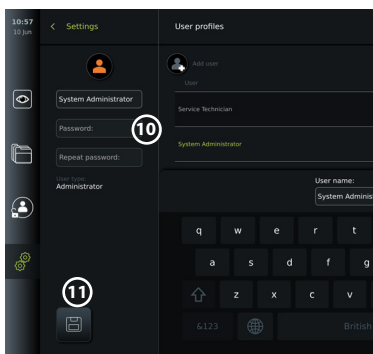 10:57
10 Jun
Settings
User profiles
Add user
User
System Administrator
Service Technician
Password:
10
System Administrator
Repeat password:
User type:
Administrator
User name:
System Adminis
q w e r t
a s d f g
11
z x c v
&123
British